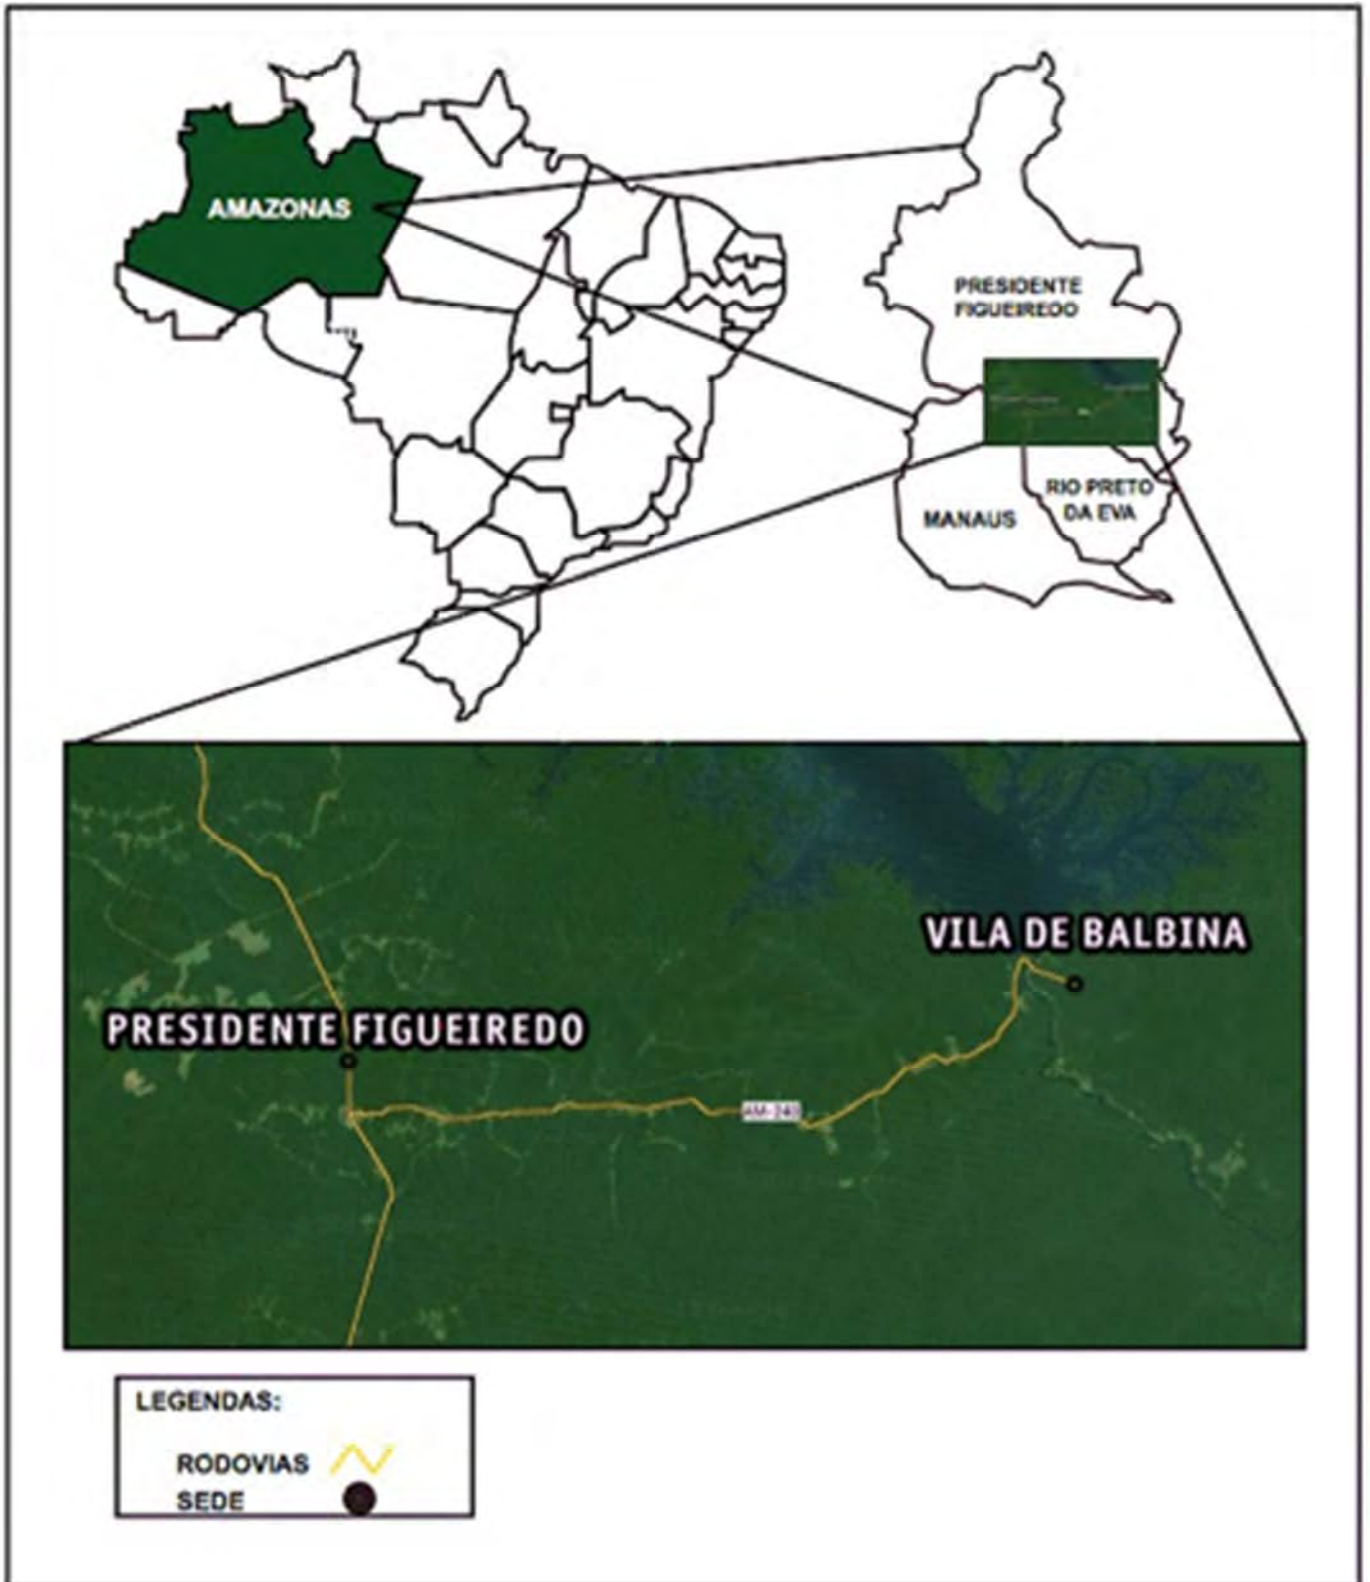 AMAZONAS
PRESIDENTE
FIGUEIREDO
RIO PRETO
DA EVA
MANAUS
VILA DE BALBINA
PRESIDENTE FIGUEIREDO
AM-240
LEGENDAS:
RODOVIAS
SEDE